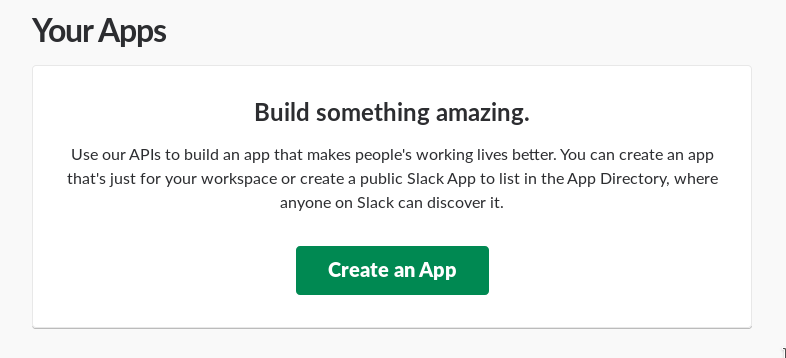 Your Apps
Build something amazing.
Use our APIs to build an app that makes people's working lives better. You can create an app
that's just for your workspace or create a public Slack App to list in the App Directory, where
anyone on Slack can discover it.
Create an App